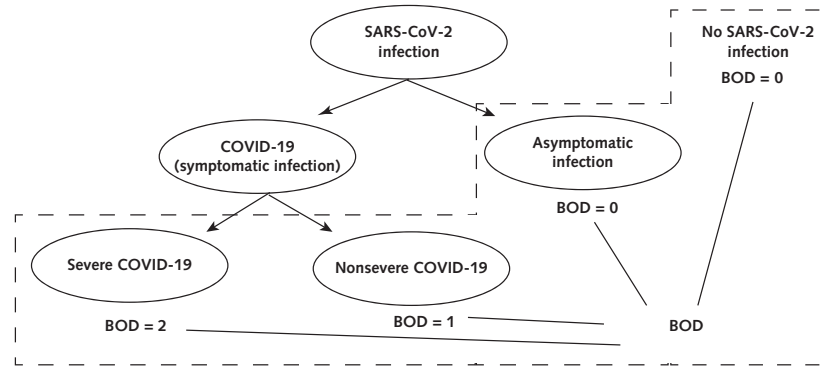 SARS-CoV-2
infection
No SARS-CoV-2
infection
BOD = 0
COVID-19
(symptomatic infection)
Asymptomatic
infection
BOD = 0
Severe COVID-19
Nonsevere COVID-19
BOD = 2
BOD = 1
BOD